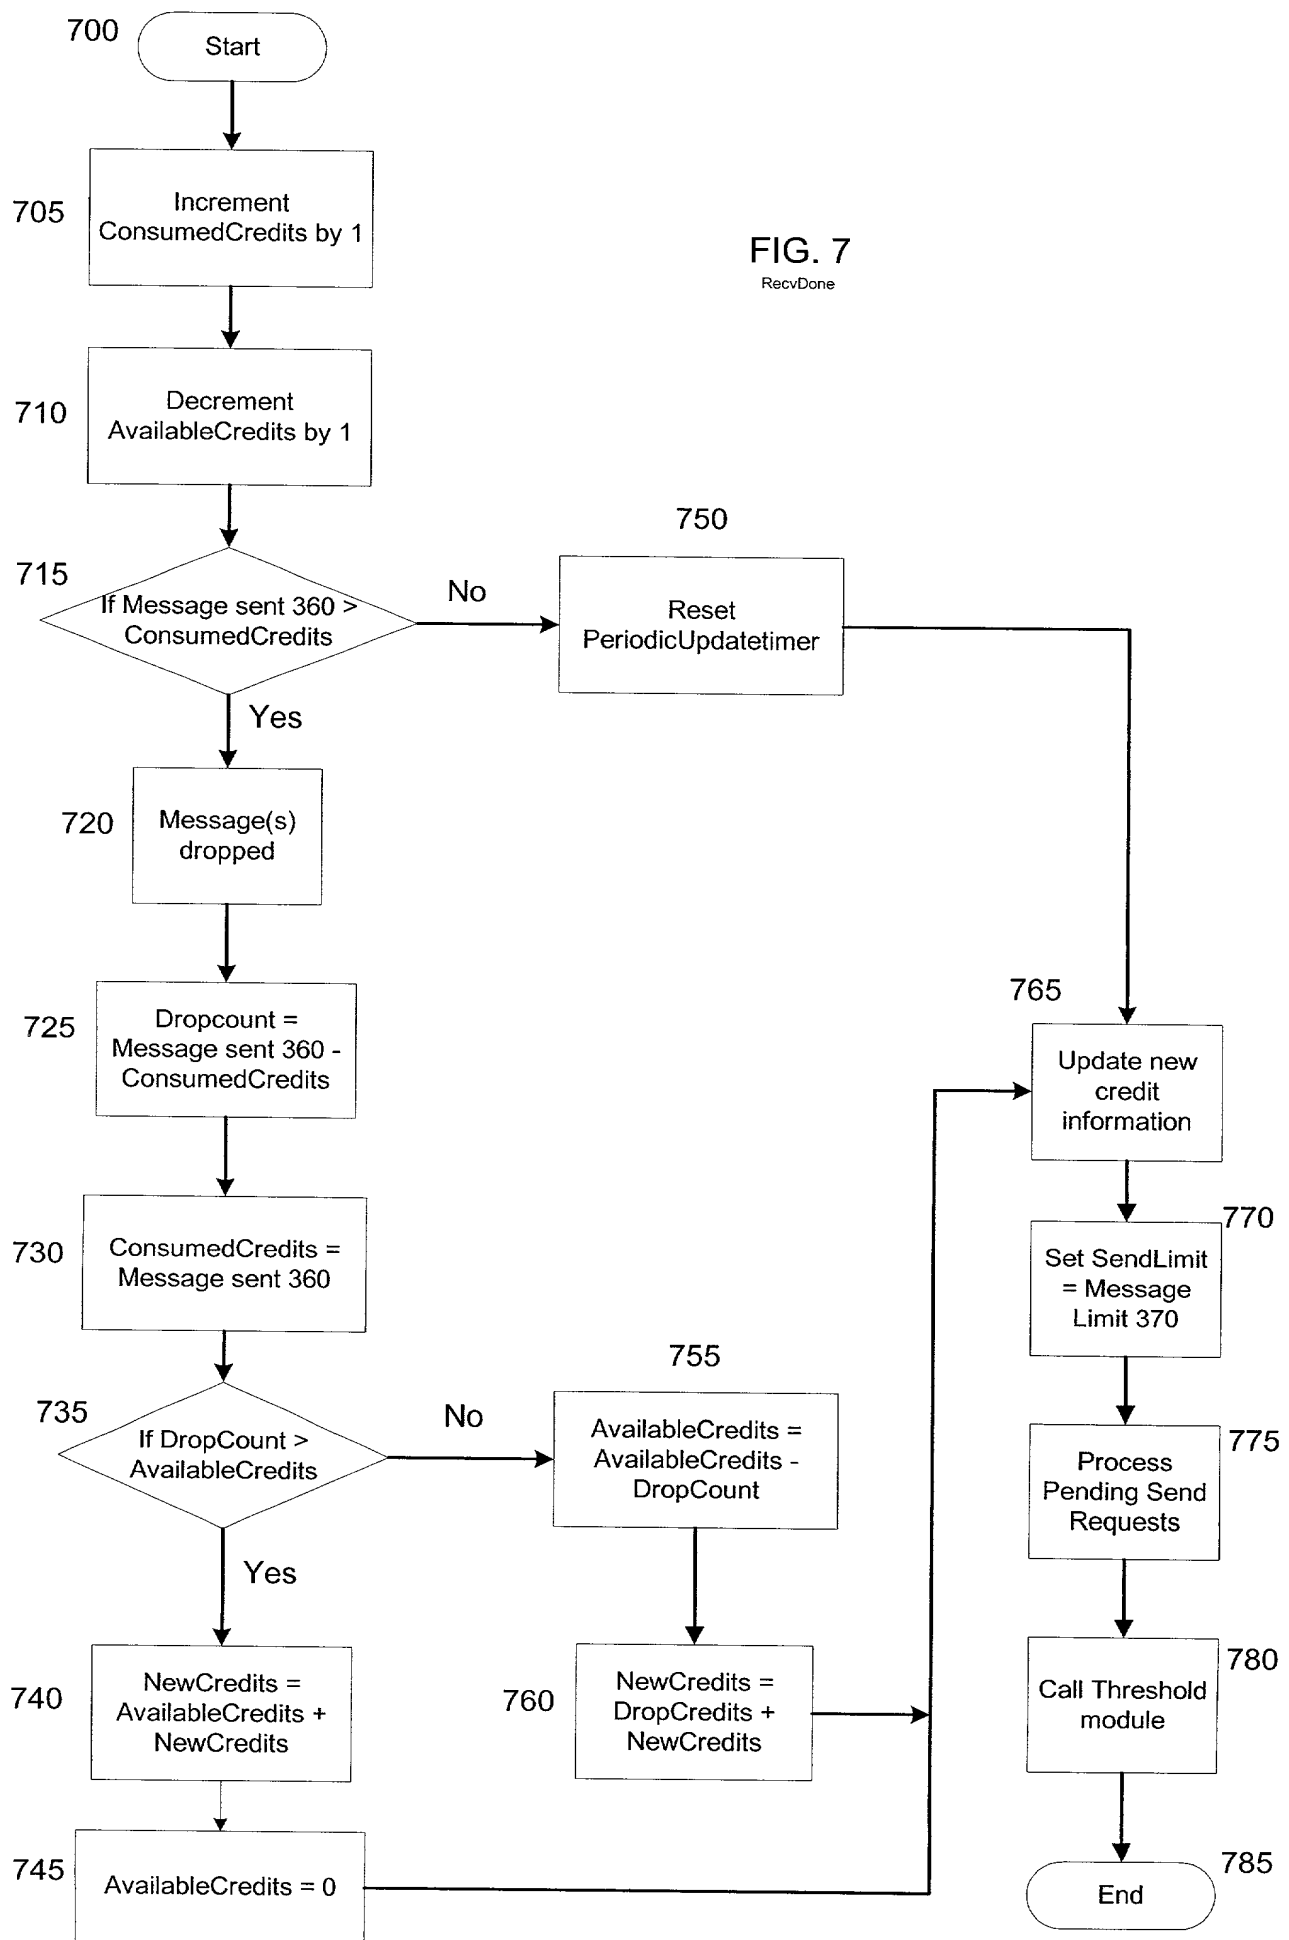 700
Start
705
Increment
ConsumedCredits by 1
FIG. 7
RecvDone
710
Decrement
AvailableCredits by 1
715
If Message sent 360 >
ConsumedCredits
No
750
Reset
PeriodicUpdatetimer
Yes
720
Message(s)
dropped
725
Dropcount =
Message sent 360 -
ConsumedCredits
730
ConsumedCredits =
Message sent 360
735
If DropCount >
AvailableCredits
No
755
AvailableCredits =
AvailableCredits -
DropCount
Yes
740
NewCredits =
AvailableCredits +
NewCredits
760
NewCredits =
DropCredits +
NewCredits
745
AvailableCredits = 0
765
Update new
credit
information
770
Set SendLimit
= Message
Limit 370
775
Process
Pending Send
Requests
780
Call Threshold
module
785
End